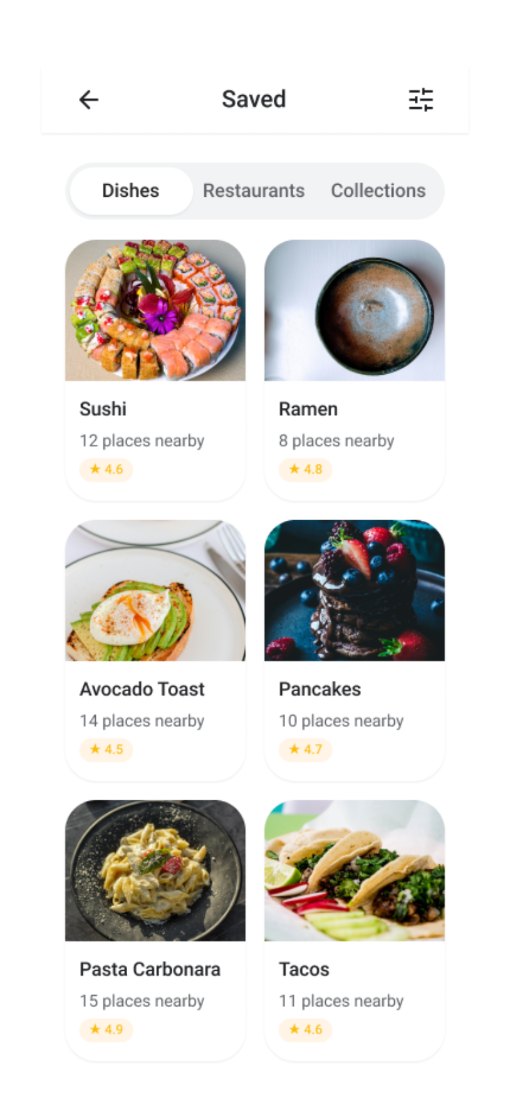 Saved
Dishes Restaurants Collections
Sushi
12 places nearby
★ 4.6
Ramen
8 places nearby
★ 4.8
Avocado Toast
14 places nearby
★ 4.5
Pancakes
10 places nearby
★ 4.7
Pasta Carbonara
15 places nearby
★ 4.9
Tacos
11 places nearby
★ 4.6